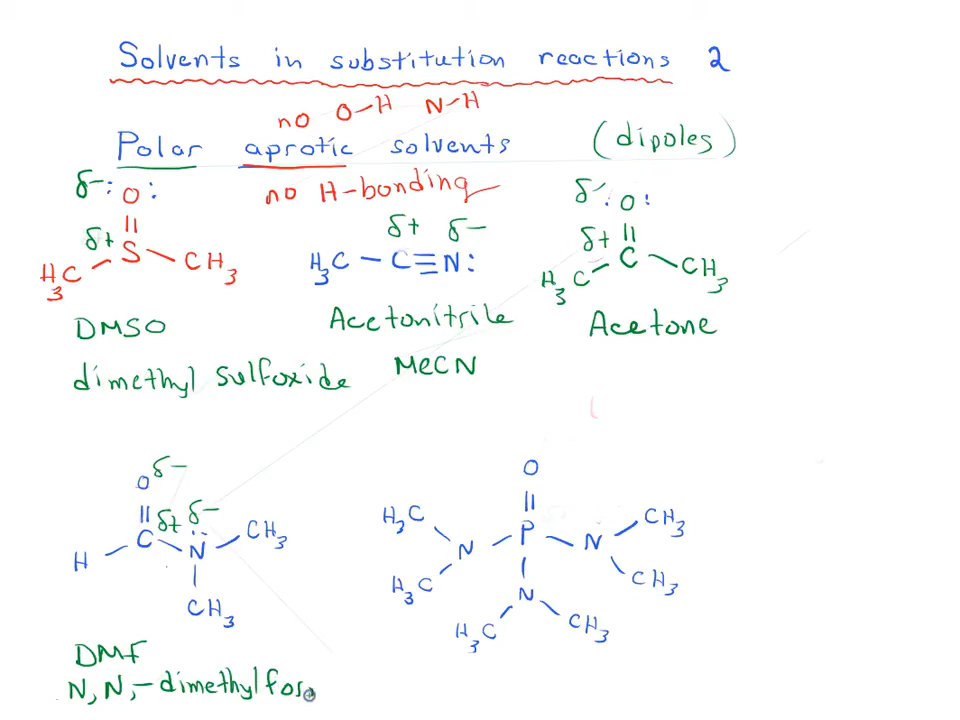 Solvents in substitution reactions 2
no O-H N-H
Polar aprotic solvents (dipoles)
no H-bonding
δ- :O: δ- :O:
δ+ δ+ δ- δ+
H3C S CH3 H3C-C≡N: H3C C CH3
DMSO Acetonitrile Acetone
dimethyl sulfoxide MeCN
O δ- O
δ+ δ-
H C N CH3 H3C N P N CH3
H3C CH3
CH3 H3C N CH3
DMF
N,N,-dimethylfor